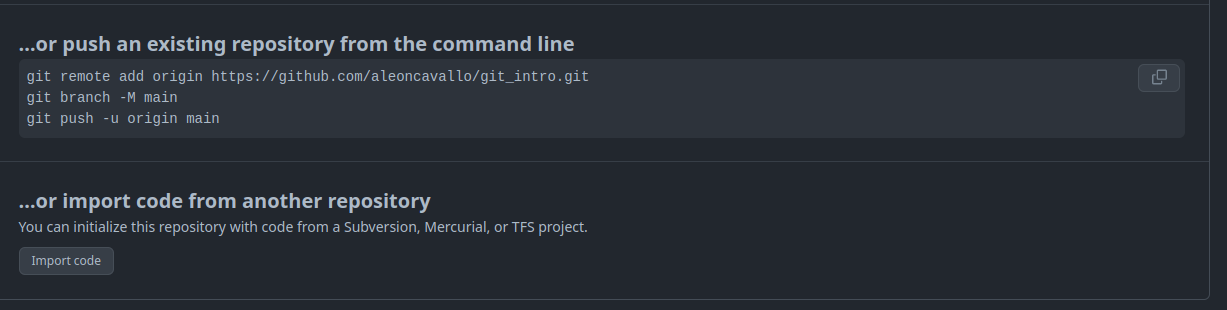 ...or push an existing repository from the command line
git remote add origin https://github.com/aleoncavallo/git_intro.git
git branch -M main
git push -u origin main
...or import code from another repository
You can initialize this repository with code from a Subversion, Mercurial, or TFS project.
Import code